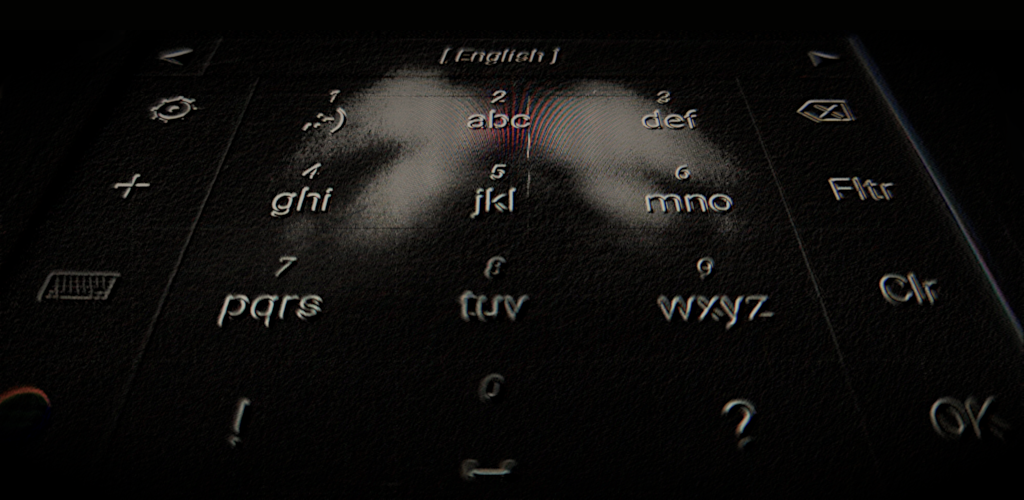 [ English ]
1 2 3
.:-) abc def
4 5 6
ghi jkl mno Fltr
7 8 9
pqrs tuv wxyz Clr
! 0 ? OK